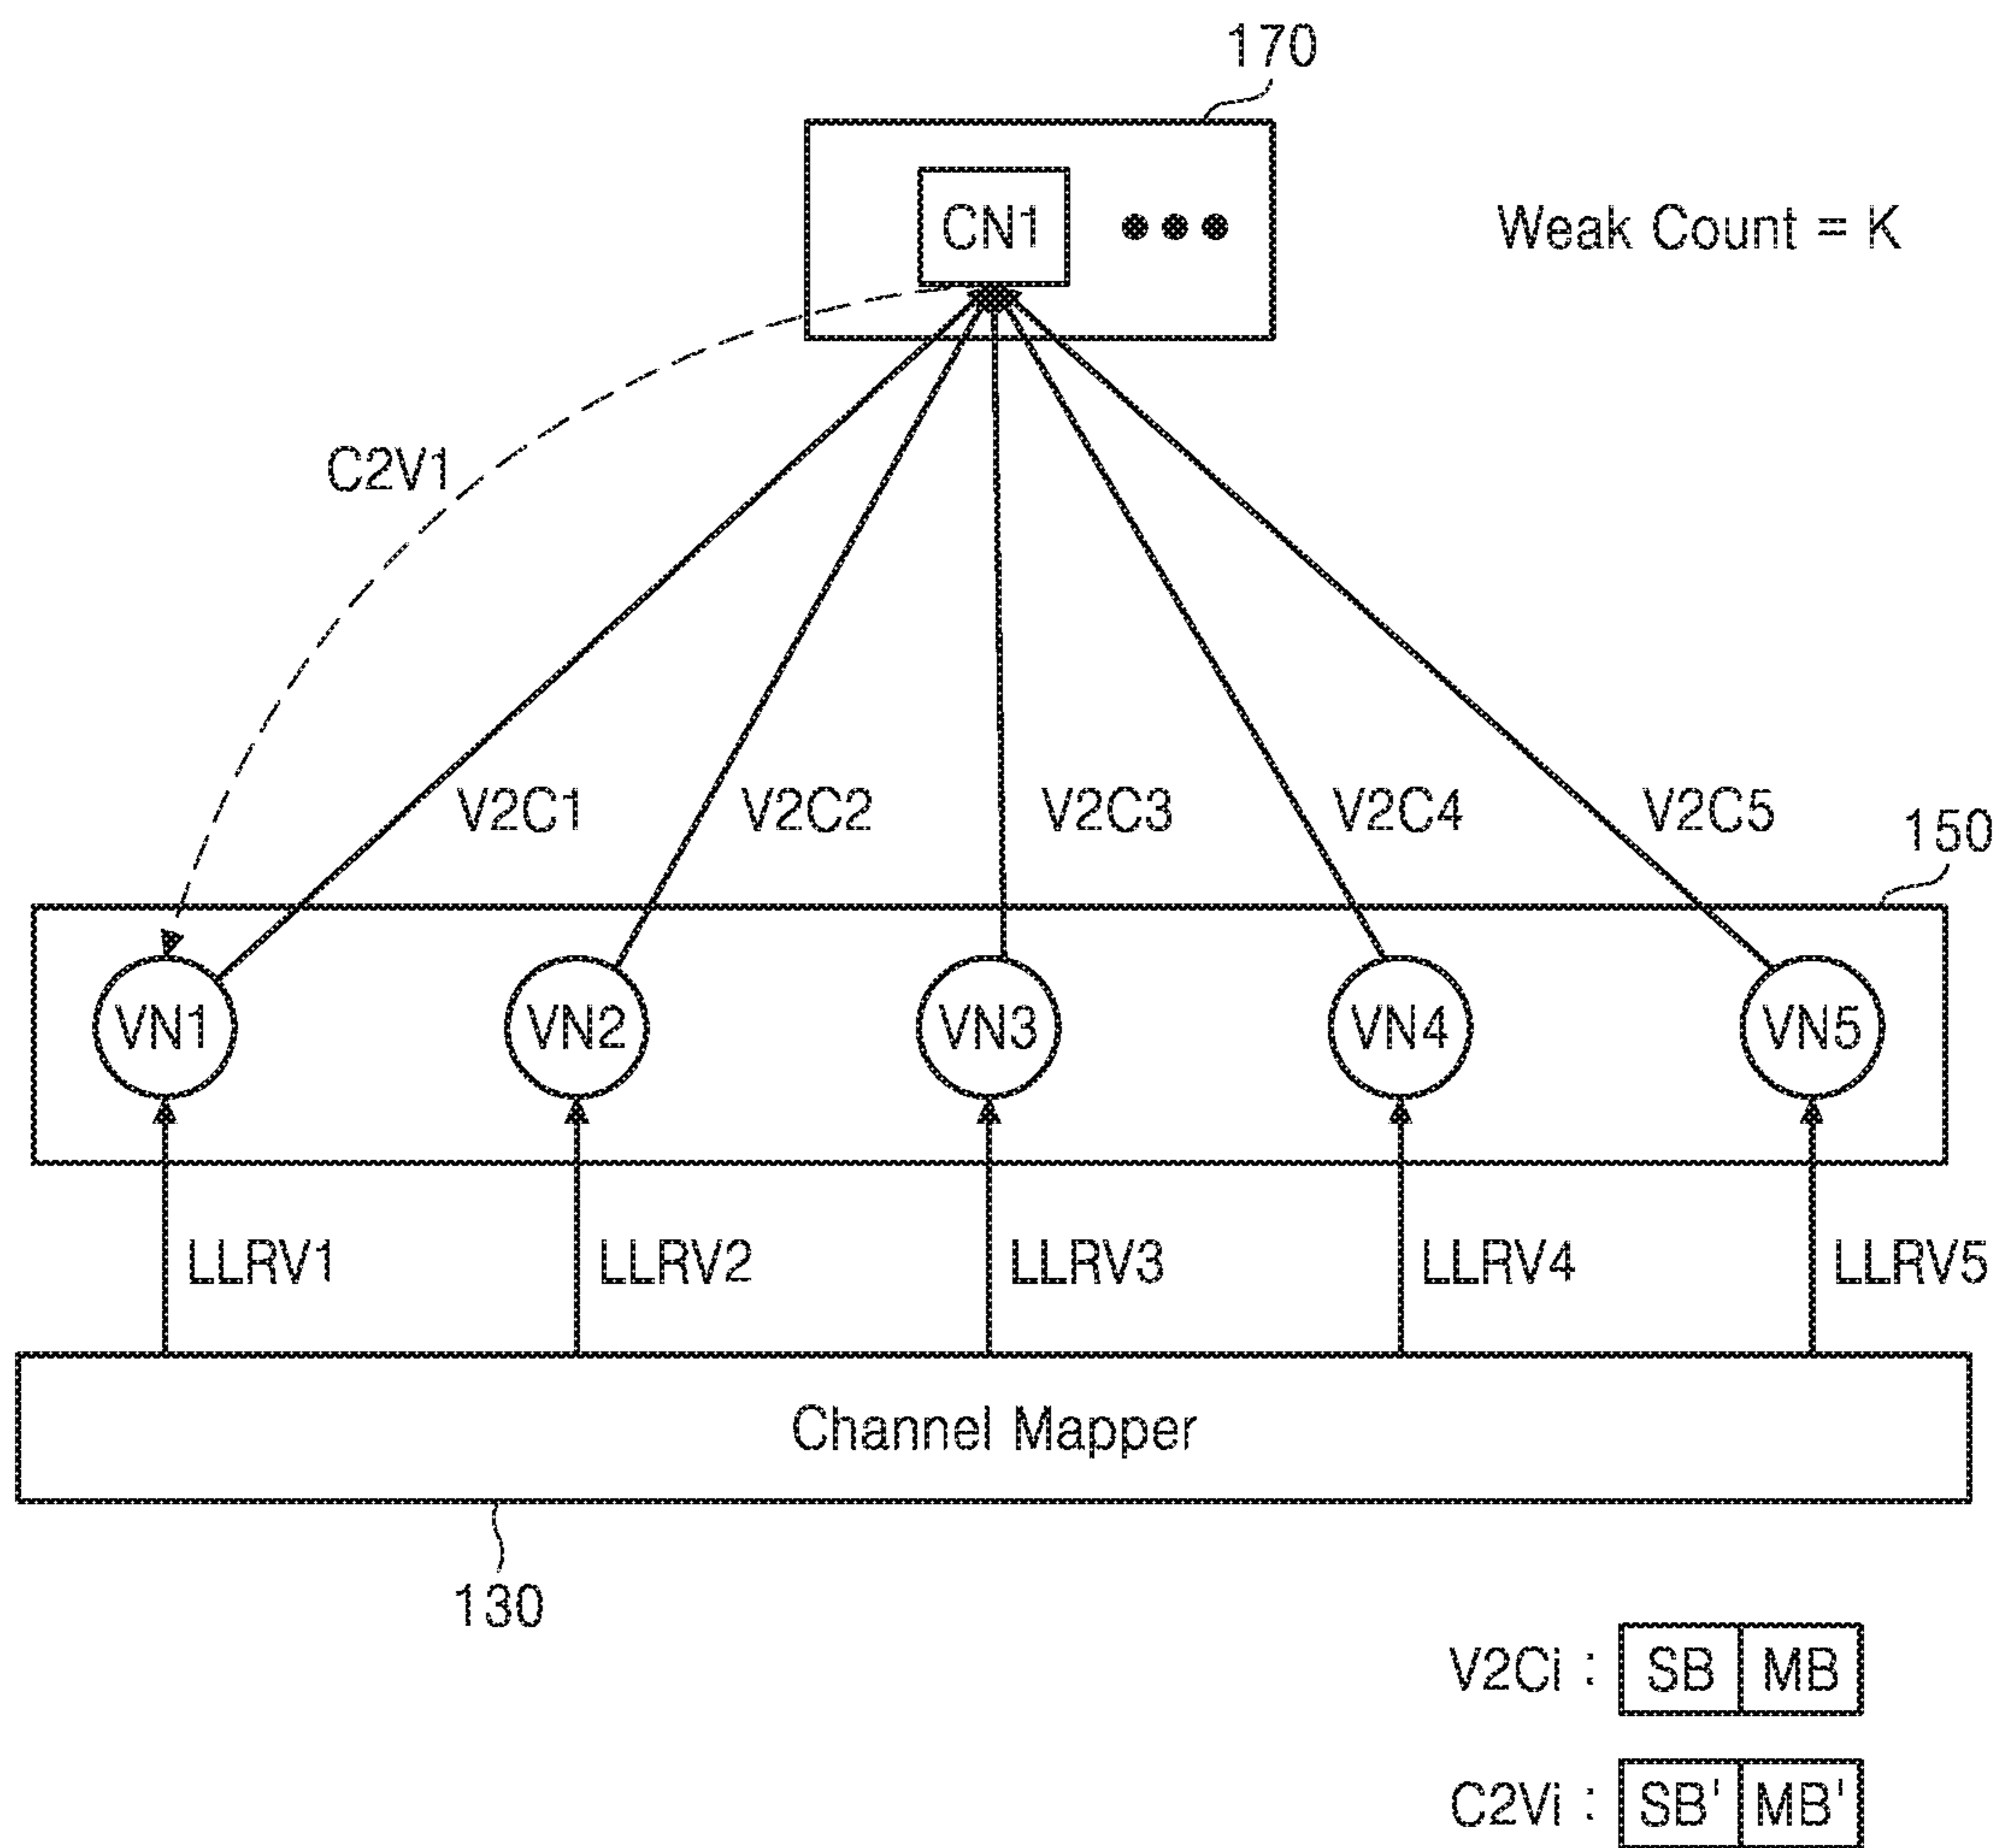 170
CN1
Weak Count = K
C2V1
V2C1 V2C2 V2C3 V2C4 V2C5
150
VN1 VN2 VN3 VN4 VN5
LLRV1 LLRV2 LLRV3 LLRV4 LLRV5
Channel Mapper
130
V2Ci : SB MB
C2Vi : SB' MB'